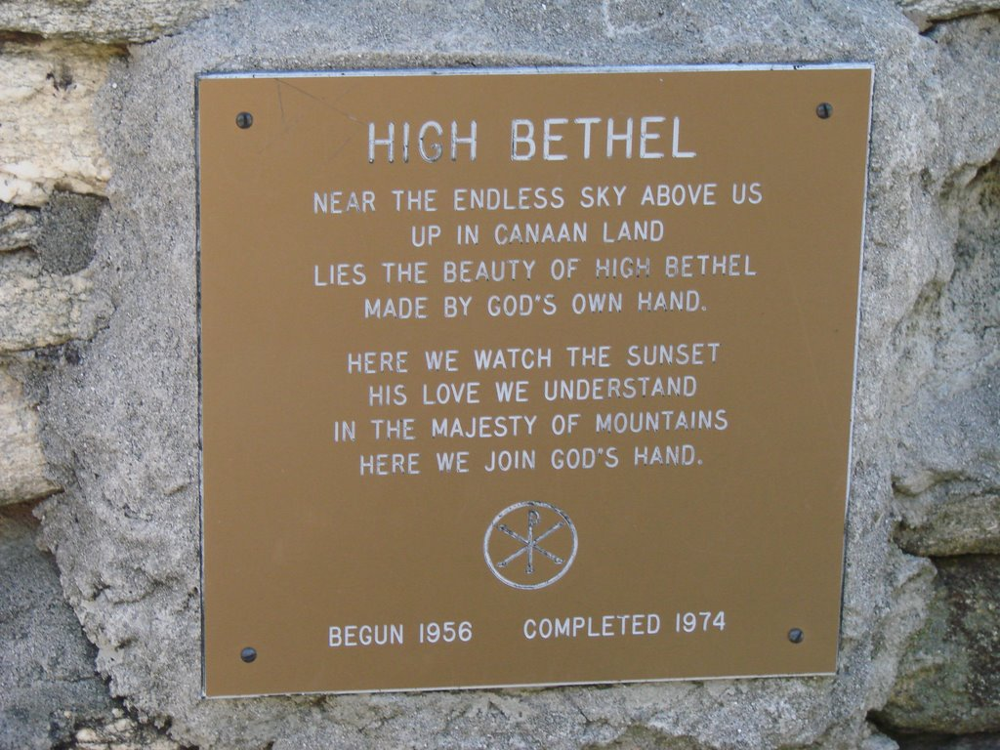 HIGH BETHEL
NEAR THE ENDLESS SKY ABOVE US
UP IN CANAAN LAND
LIES THE BEAUTY OF HIGH BETHEL
MADE BY GOD'S OWN HAND.
HERE WE WATCH THE SUNSET
HIS LOVE WE UNDERSTAND
IN THE MAJESTY OF MOUNTAINS
HERE WE JOIN GOD'S HAND.
BEGUN 1956 COMPLETED 1974